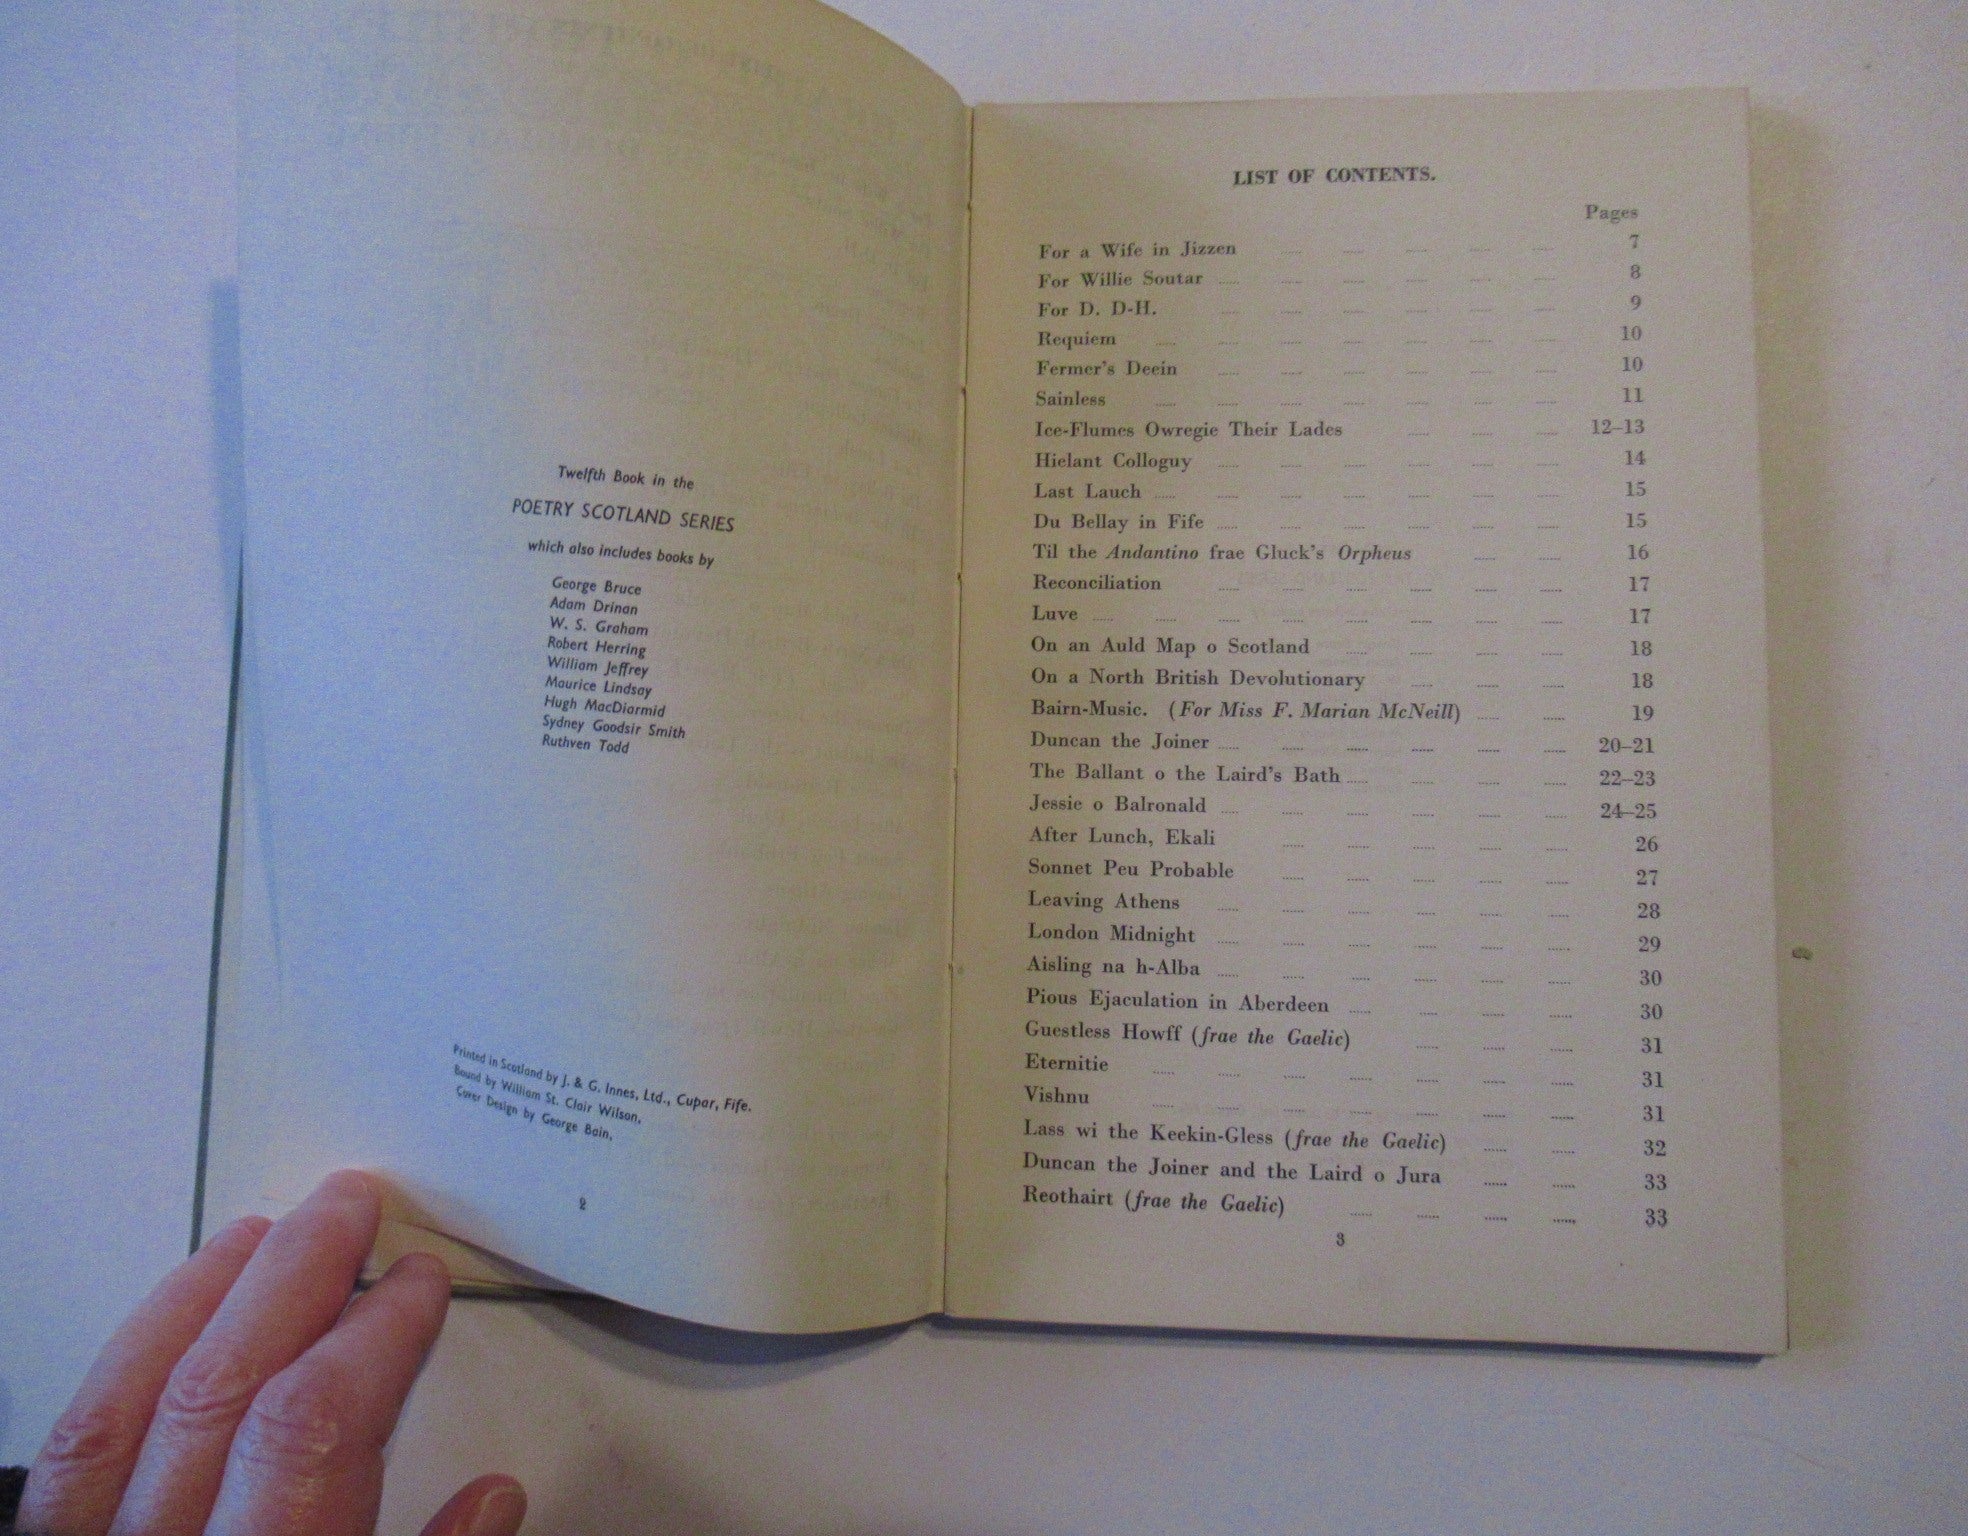 Twelfth Book in the
POETRY SCOTLAND SERIES
which also includes books by
George Bruce
Adam Drinan
W. S. Graham
Robert Herring
William Jeffrey
Maurice Lindsay
Hugh MacDiarmid
Sydney Goodsir Smith
Ruthven Todd
Printed in Scotland by J. & G. Innes, Ltd., Cupar, Fife.
Bound by William St. Clair Wilson,
Cover Design by George Bain,
2
LIST OF CONTENTS.
Pages
For a Wife in Jizzen 7
For Willie Soutar 8
For D. D-H. 9
Requiem 10
Fermer's Deein 10
Sainless 11
Ice-Flumes Owregie Their Lades 12–13
Hielant Colloguy 14
Last Lauch 15
Du Bellay in Fife 15
Til the Andantino frae Gluck's Orpheus 16
Reconciliation 17
Luve 17
On an Auld Map o Scotland 18
On a North British Devolutionary 18
Bairn-Music. (For Miss F. Marian McNeill) 19
Duncan the Joiner 20–21
The Ballant o the Laird's Bath 22–23
Jessie o Balronald 24–25
After Lunch, Ekali 26
Sonnet Peu Probable 27
Leaving Athens 28
London Midnight 29
Aisling na h-Alba 30
Pious Ejaculation in Aberdeen 30
Guestless Howff (frae the Gaelic) 31
Eternitie 31
Vishnu 31
Lass wi the Keekin-Gless (frae the Gaelic) 32
Duncan the Joiner and the Laird o Jura 33
Reothairt (frae the Gaelic) 33
3